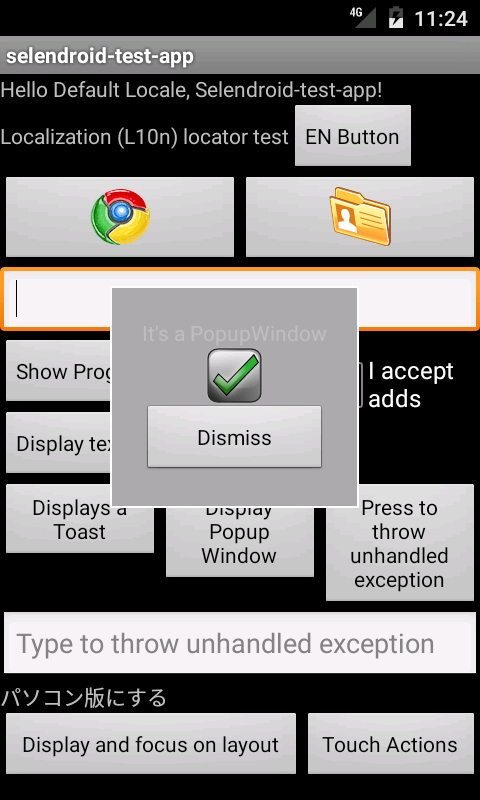 4G 11:24
selendroid-test-app
Hello Default Locale, Selendroid-test-app!
Localization (L10n) locator test EN Button
It's a PopupWindow
Show Prog
I accept
adds
Dismiss
Display tex
Displays a
Toast
Display
Popup
Window
Press to
throw
unhandled
exception
Type to throw unhandled exception
パソコン版にする
Display and focus on layout
Touch Actions